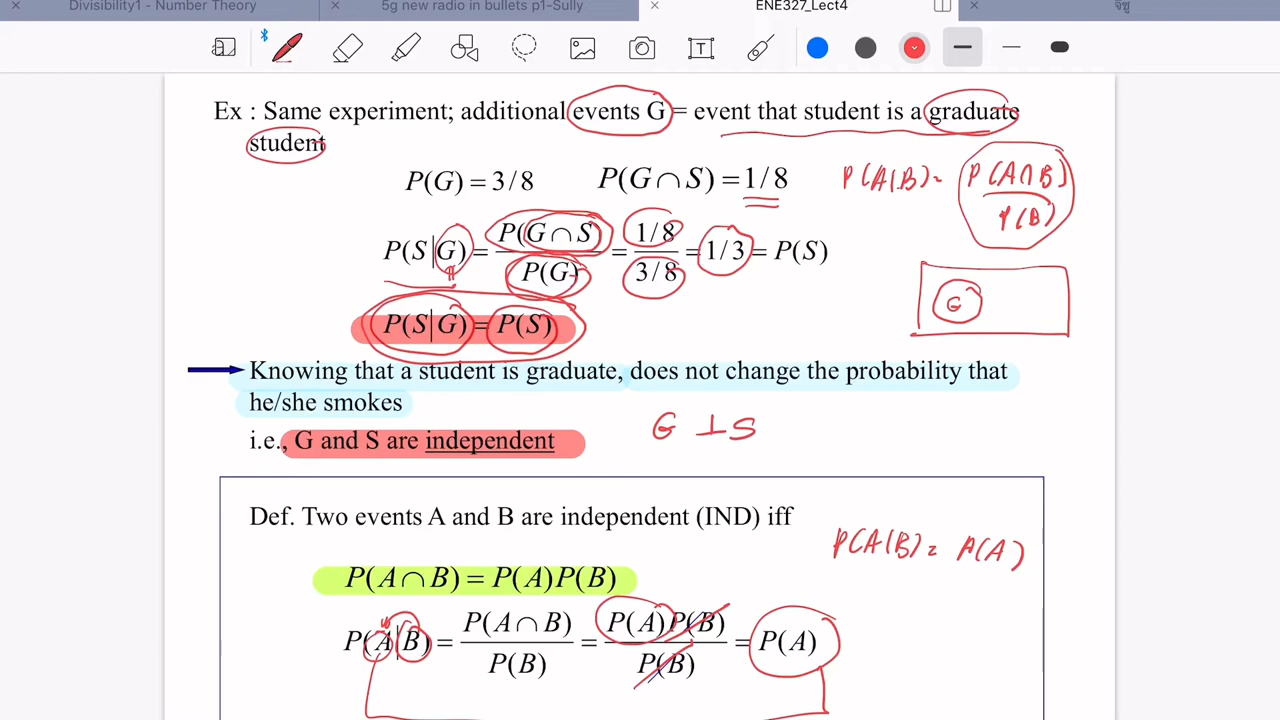 Divisibility1 - Number Theory
5g new radio in bullets p1-Sully
ENE327_Lect4
จิซู
Ex : Same experiment; additional events G = event that student is a graduate
student
P(G) = 3/8
P(G ∩ S) = 1/8
P(A|B) = P(A∩B) / P(B)
P(S|G) = P(G ∩ S) / P(G) = 1/8 / 3/8 = 1/3 = P(S)
G
P(S|G) = P(S)
Knowing that a student is graduate, does not change the probability that
he/she smokes
G ⊥ S
i.e., G and S are independent
Def. Two events A and B are independent (IND) iff
P(A|B) = P(A)
P(A ∩ B) = P(A)P(B)
P(A|B) = P(A ∩ B) / P(B) = P(A)P(B) / P(B) = P(A)